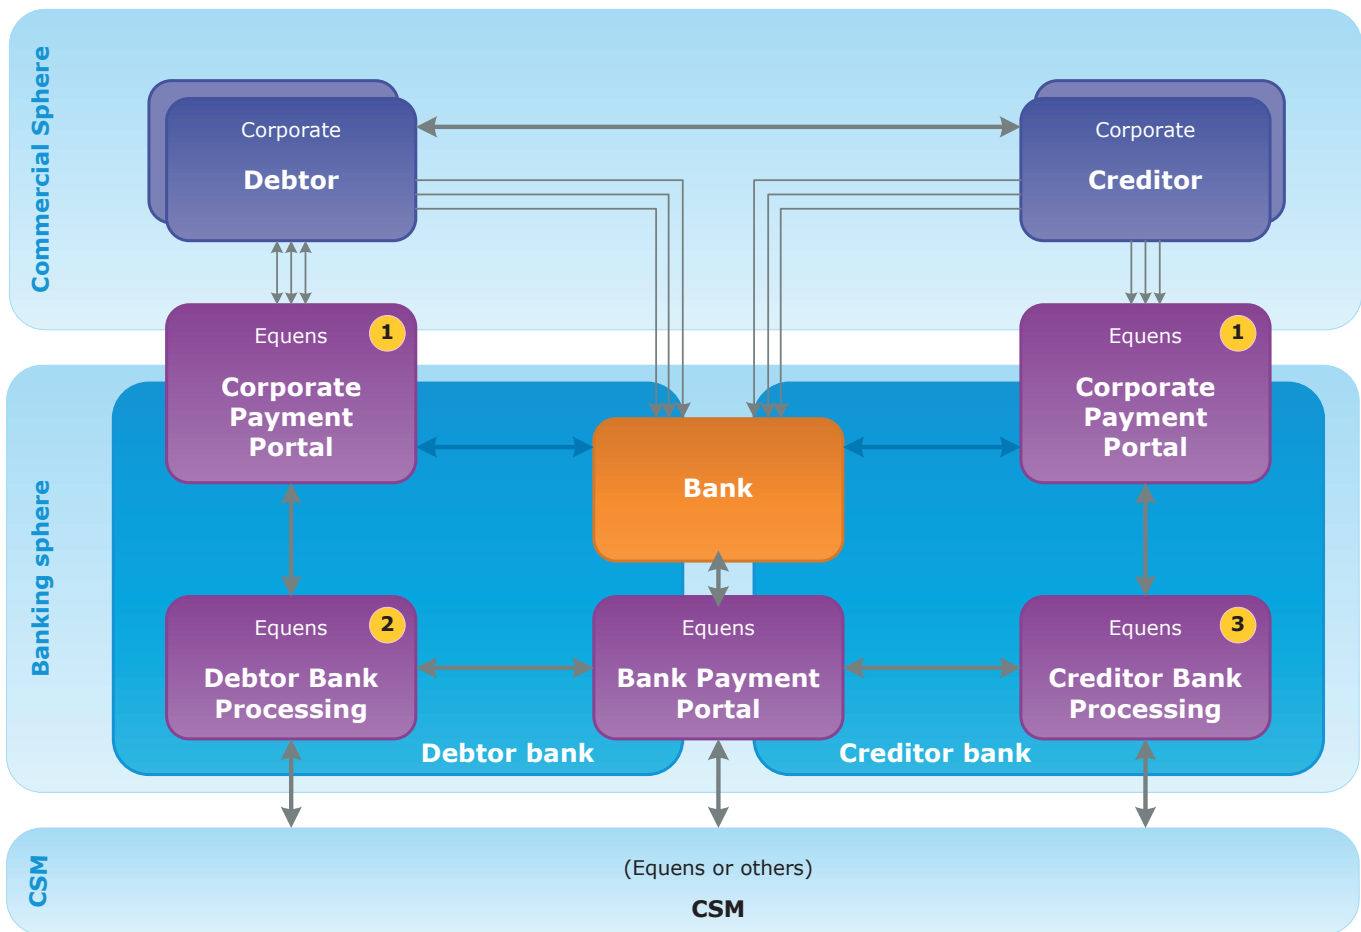 Commercial Sphere
Corporate
Debtor
Corporate
Creditor
Equens
1
Corporate
Payment
Portal
Equens
1
Corporate
Payment
Portal
Banking sphere
Bank
Equens
2
Debtor Bank
Processing
Equens
Bank Payment
Portal
Equens
3
Creditor Bank
Processing
Debtor bank
Creditor bank
CSM
(Equens or others)
CSM